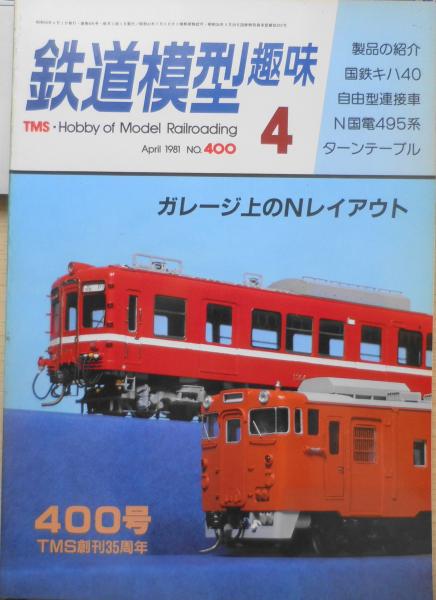 鉄道模型趣味
TMS・Hobby of Model Railroading
April 1981 NO.400
4
製品の紹介
国鉄キハ40
自由型連接車
N国電495系
ターンテーブル
ガレージ上のNレイアウト
400号
TMS創刊35周年